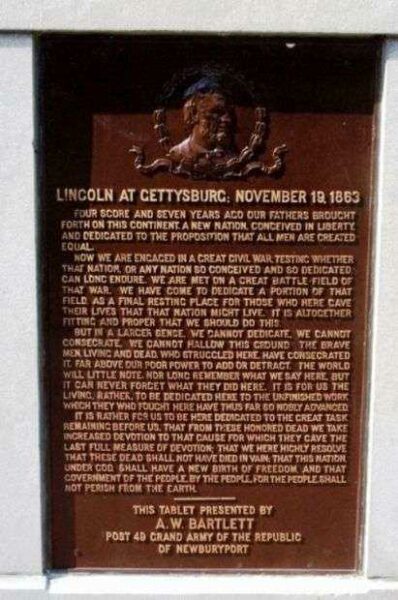 LINCOLN AT GETTYSBURG; NOVEMBER 19, 1863
FOUR SCORE AND SEVEN YEARS AGO OUR FATHERS BROUGHT
FORTH ON THIS CONTINENT, A NEW NATION, CONCEIVED IN LIBERTY,
AND DEDICATED TO THE PROPOSITION THAT ALL MEN ARE CREATED
EQUAL.
NOW WE ARE ENGAGED IN A GREAT CIVIL WAR, TESTING WHETHER
THAT NATION, OR ANY NATION SO CONCEIVED AND SO DEDICATED,
CAN LONG ENDURE. WE ARE MET ON A GREAT BATTLE-FIELD OF
THAT WAR. WE HAVE COME TO DEDICATE A PORTION OF THAT
FIELD, AS A FINAL RESTING PLACE FOR THOSE WHO HERE GAVE
THEIR LIVES THAT THAT NATION MIGHT LIVE. IT IS ALTOGETHER
FITTING AND PROPER THAT WE SHOULD DO THIS.
BUT IN A LARGER SENSE, WE CANNOT DEDICATE, WE CANNOT
CONSECRATE, WE CANNOT HALLOW THIS GROUND. THE BRAVE
MEN, LIVING AND DEAD, WHO STRUGGLED HERE, HAVE CONSECRATED
IT, FAR ABOVE OUR POOR POWER TO ADD OR DETRACT. THE WORLD
WILL LITTLE NOTE, NOR LONG REMEMBER WHAT WE SAY HERE, BUT
IT CAN NEVER FORGET WHAT THEY DID HERE. IT IS FOR US THE
LIVING, RATHER, TO BE DEDICATED HERE TO THE UNFINISHED WORK
WHICH THEY WHO FOUGHT HERE HAVE THUS FAR SO NOBLY ADVANCED.
IT IS RATHER FOR US TO BE HERE DEDICATED TO THE GREAT TASK
REMAINING BEFORE US, THAT FROM THESE HONORED DEAD WE TAKE
INCREASED DEVOTION TO THAT CAUSE FOR WHICH THEY GAVE THE
LAST FULL MEASURE OF DEVOTION; THAT WE HERE HIGHLY RESOLVE
THAT THESE DEAD SHALL NOT HAVE DIED IN VAIN; THAT THIS NATION,
UNDER GOD, SHALL HAVE A NEW BIRTH OF FREEDOM, AND THAT
GOVERNMENT OF THE PEOPLE, BY THE PEOPLE, FOR THE PEOPLE, SHALL
NOT PERISH FROM THE EARTH.
THIS TABLET PRESENTED BY
A.W. BARTLETT
POST 49 GRAND ARMY OF THE REPUBLIC
OF NEWBURYPORT